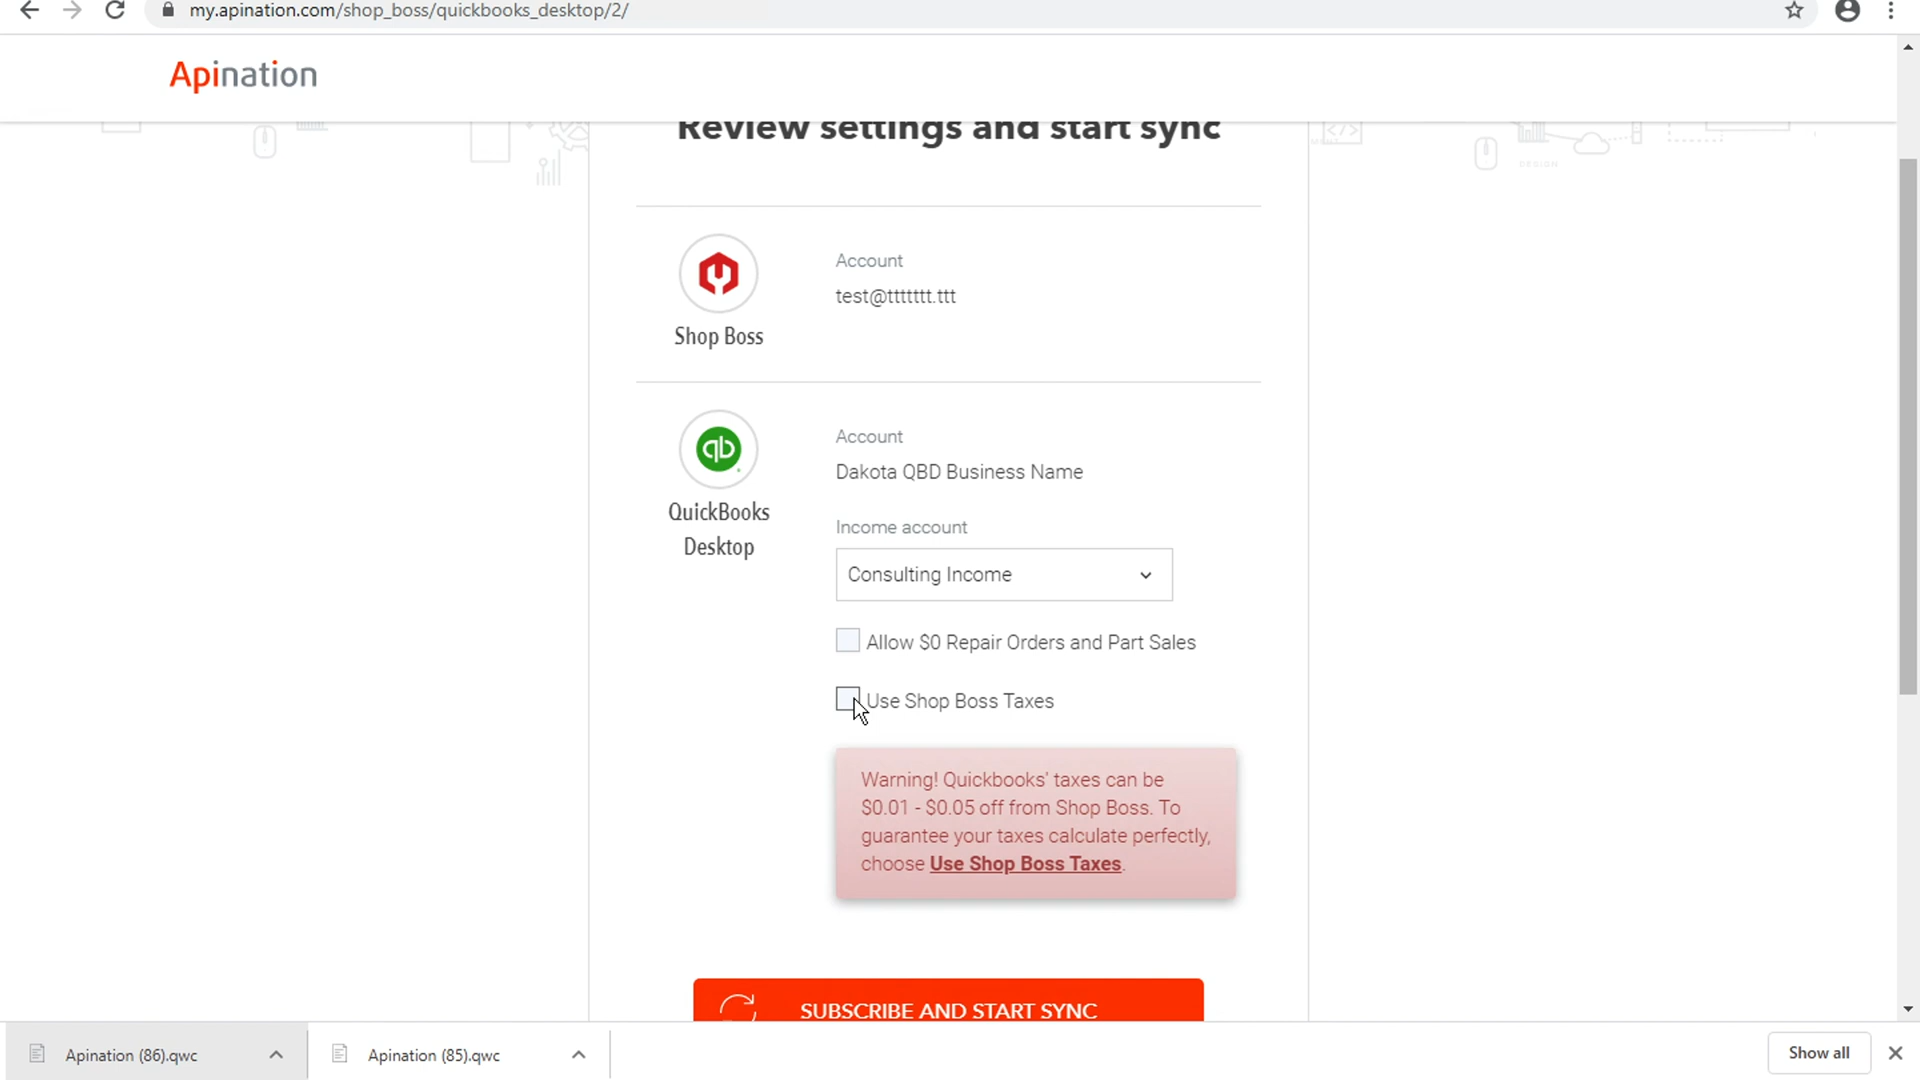 my.apination.com/shop_boss/quickbooks_desktop/2/
Apination
Review settings and start sync
DESIGN
Account
test@ttttttt.ttt
Shop Boss
Account
Dakota QBD Business Name
qb
QuickBooks
Desktop
Income account
Consulting Income
Allow $0 Repair Orders and Part Sales
Use Shop Boss Taxes
Warning! Quickbooks' taxes can be
$0.01 - $0.05 off from Shop Boss. To
guarantee your taxes calculate perfectly,
choose Use Shop Boss Taxes.
SUBSCRIBE AND START SYNC
Apination (86).qwc
Apination (85).qwc
Show all